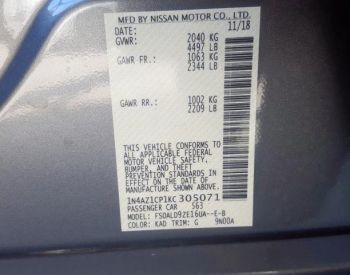 MFD BY NISSAN MOTOR CO., LTD.
DATE: 11/18
GVWR: 2040 KG
4497 LB
GAWR FR: 1063 KG
2344 LB
GAWR RR: 1002 KG
2209 LB
THIS VEHICLE CONFORMS TO ALL
APPLICABLE FEDERAL MOTOR
VEHICLE SAFETY,
BUMPER, AND THEFT PREVENTION
STANDARDS IN EFFECT ON THE
DATE OF MANUFACTURE SHOWN
ABOVE.
1N4AZ1CP1KC305071
PASSENGER CAR 563
MODEL: FSDALD9ZE16UA--E-B
COLOR: KAD TRIM: G 9N00A